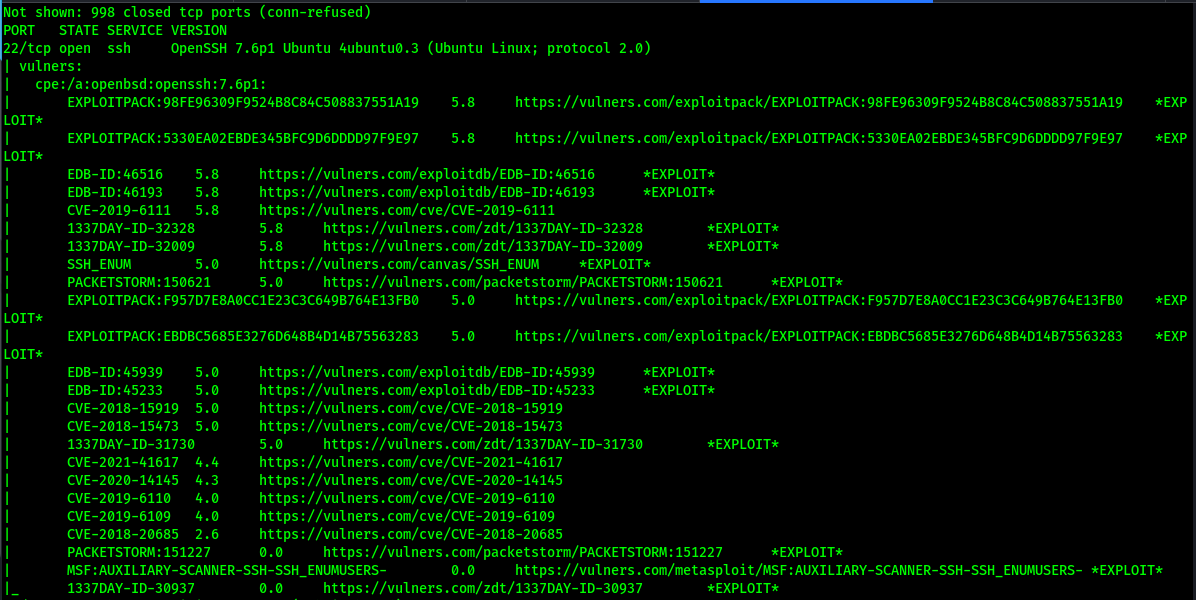 Not shown: 998 closed tcp ports (conn-refused)
PORT   STATE SERVICE VERSION
22/tcp open  ssh     OpenSSH 7.6p1 Ubuntu 4ubuntu0.3 (Ubuntu Linux; protocol 2.0)
| vulners:
|   cpe:/a:openbsd:openssh:7.6p1:
|       EXPLOITPACK:98FE96309F9524B8C84C508837551A19    5.8     https://vulners.com/exploitpack/EXPLOITPACK:98FE96309F9524B8C84C508837551A19    *EXP
LOIT*
|       EXPLOITPACK:5330EA02EBDE345BFC9D6DDDD97F9E97    5.8     https://vulners.com/exploitpack/EXPLOITPACK:5330EA02EBDE345BFC9D6DDDD97F9E97    *EXP
LOIT*
|       EDB-ID:46516    5.8     https://vulners.com/exploitdb/EDB-ID:46516      *EXPLOIT*
|       EDB-ID:46193    5.8     https://vulners.com/exploitdb/EDB-ID:46193      *EXPLOIT*
|       CVE-2019-6111   5.8     https://vulners.com/cve/CVE-2019-6111
|       1337DAY-ID-32328        5.8     https://vulners.com/zdt/1337DAY-ID-32328        *EXPLOIT*
|       1337DAY-ID-32009        5.8     https://vulners.com/zdt/1337DAY-ID-32009        *EXPLOIT*
|       SSH_ENUM        5.0     https://vulners.com/canvas/SSH_ENUM     *EXPLOIT*
|       PACKETSTORM:150621      5.0     https://vulners.com/packetstorm/PACKETSTORM:150621      *EXPLOIT*
|       EXPLOITPACK:F957D7E8A0CC1E23C3C649B764E13FB0    5.0     https://vulners.com/exploitpack/EXPLOITPACK:F957D7E8A0CC1E23C3C649B764E13FB0    *EXP
LOIT*
|       EXPLOITPACK:EBDBC5685E3276D648B4D14B75563283    5.0     https://vulners.com/exploitpack/EXPLOITPACK:EBDBC5685E3276D648B4D14B75563283    *EXP
LOIT*
|       EDB-ID:45939    5.0     https://vulners.com/exploitdb/EDB-ID:45939      *EXPLOIT*
|       EDB-ID:45233    5.0     https://vulners.com/exploitdb/EDB-ID:45233      *EXPLOIT*
|       CVE-2018-15919  5.0     https://vulners.com/cve/CVE-2018-15919
|       CVE-2018-15473  5.0     https://vulners.com/cve/CVE-2018-15473
|       1337DAY-ID-31730        5.0     https://vulners.com/zdt/1337DAY-ID-31730        *EXPLOIT*
|       CVE-2021-41617  4.4     https://vulners.com/cve/CVE-2021-41617
|       CVE-2020-14145  4.3     https://vulners.com/cve/CVE-2020-14145
|       CVE-2019-6110   4.0     https://vulners.com/cve/CVE-2019-6110
|       CVE-2019-6109   4.0     https://vulners.com/cve/CVE-2019-6109
|       CVE-2018-20685  2.6     https://vulners.com/cve/CVE-2018-20685
|       PACKETSTORM:151227      0.0     https://vulners.com/packetstorm/PACKETSTORM:151227      *EXPLOIT*
|       MSF:AUXILIARY-SCANNER-SSH-SSH_ENUMUSERS-        0.0     https://vulners.com/metasploit/MSF:AUXILIARY-SCANNER-SSH-SSH_ENUMUSERS- *EXPLOIT*
|_      1337DAY-ID-30937        0.0     https://vulners.com/zdt/1337DAY-ID-30937        *EXPLOIT*